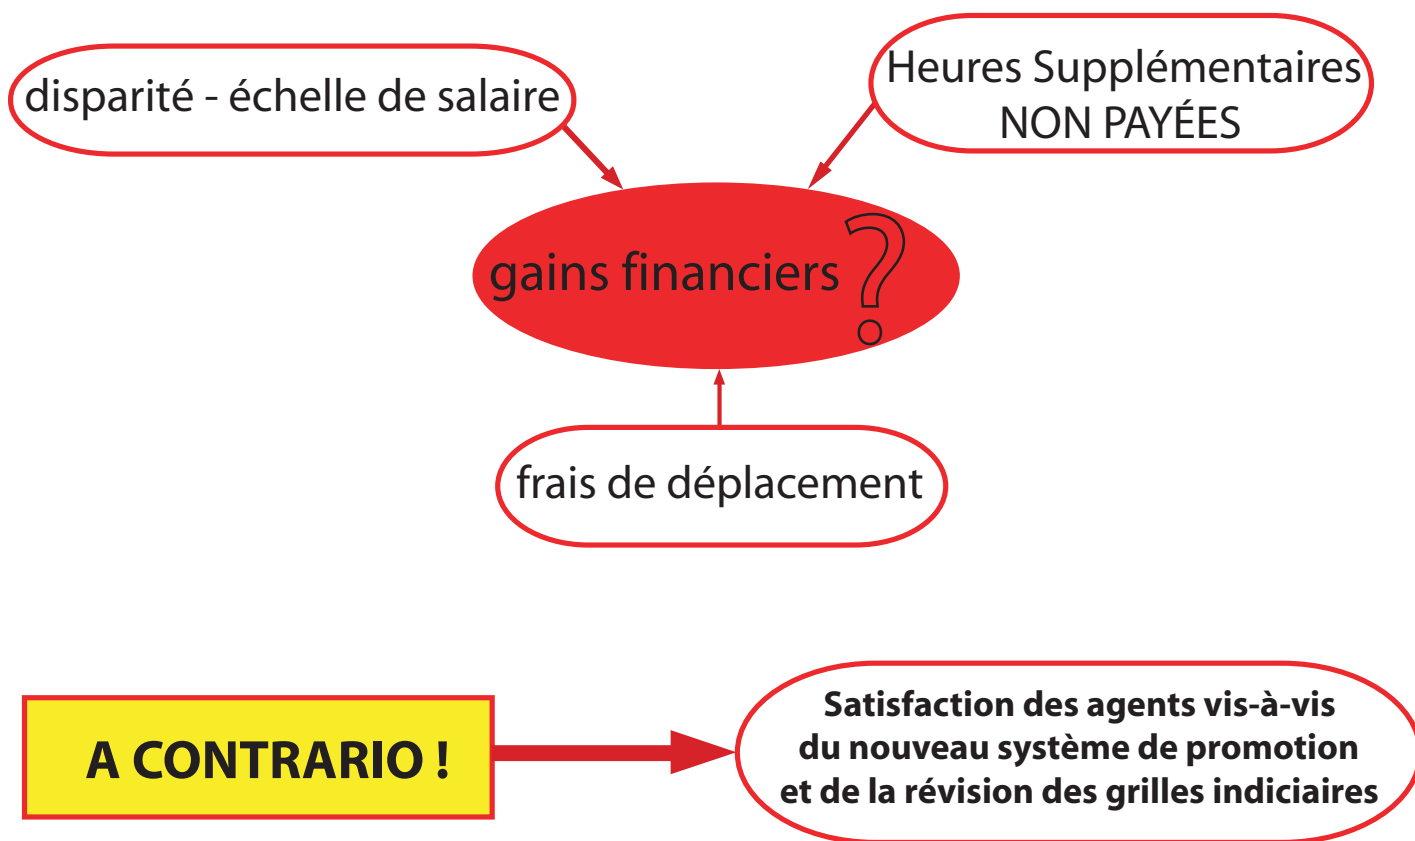 disparité - échelle de salaire
Heures Supplémentaires
NON PAYÉES
gains financiers ?
frais de déplacement
A CONTRARIO !
Satisfaction des agents vis-à-vis
du nouveau système de promotion
et de la révision des grilles indiciaires